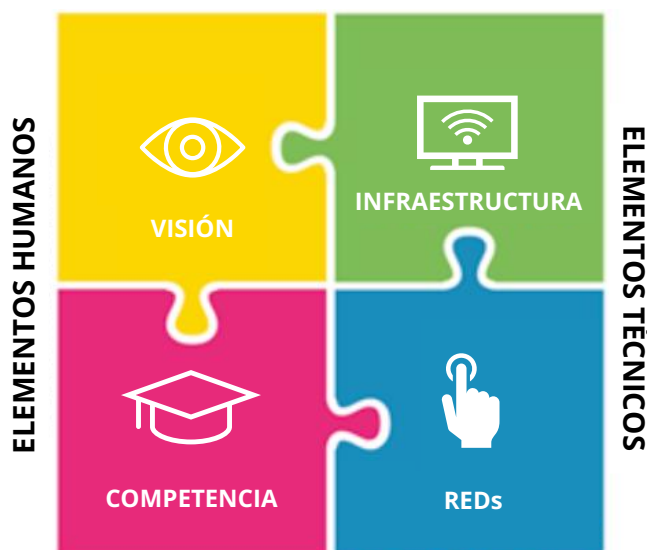 ELEMENTOS HUMANOS
VISIÓN
INFRAESTRUCTURA
COMPETENCIA
REDs
ELEMENTOS TÉCNICOS